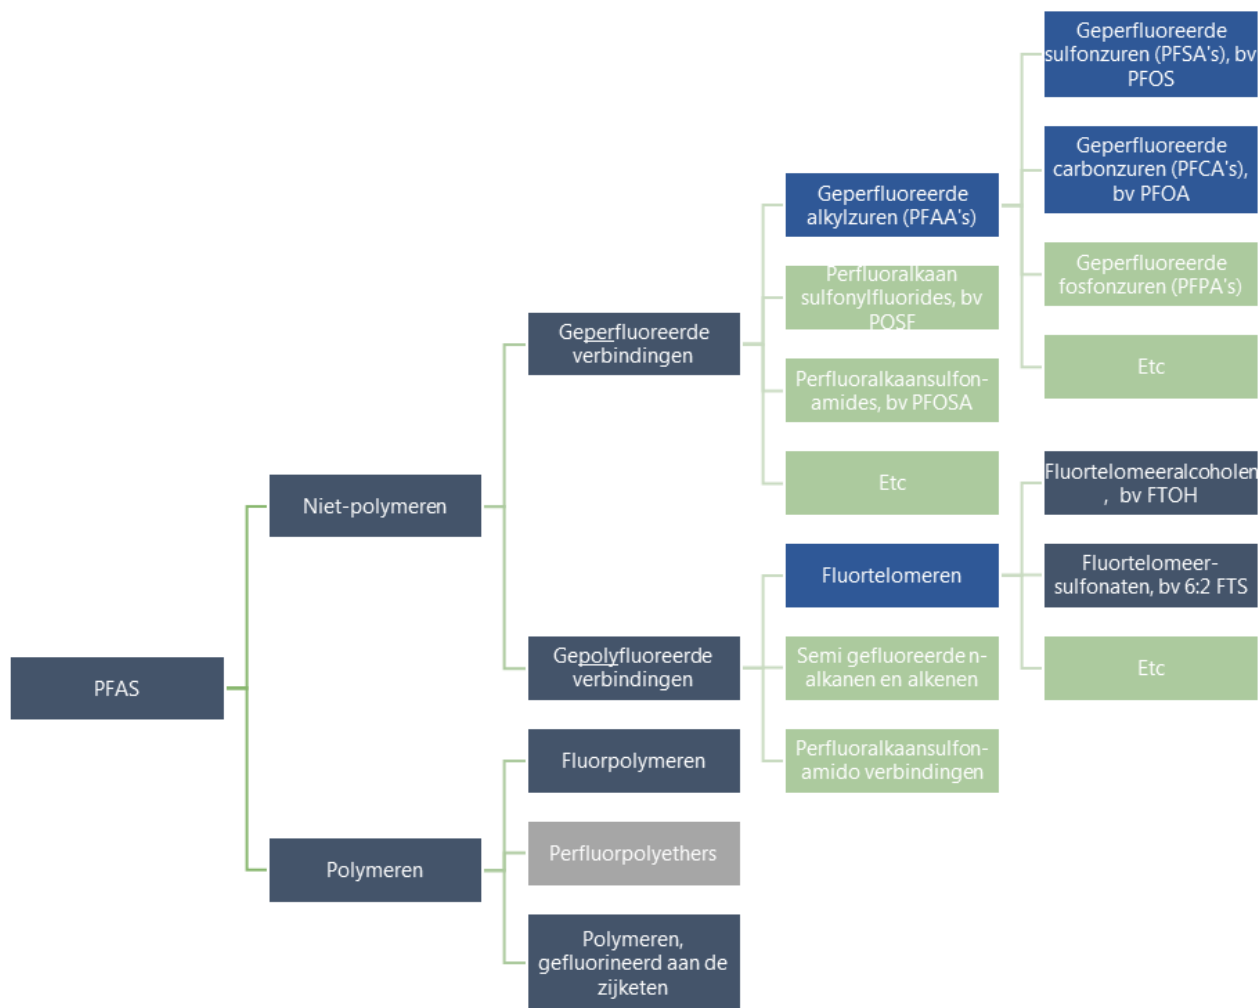 PFAS
Niet-polymeren
Polymeren
Geperfluoreerde
verbindingen
Gepolyfluoreerde
verbindingen
Fluorpolymeren
Perfluorpolyethers
Polymeren,
gefluorineerd aan de
zijketen
Geperfluoreerde
alkylzuren (PFAA's)
Perfluoralkaan
sulfonylfluorides, bv
POSF
Perfluoralkaansulfon-
amides, bv PFOSA
Etc
Fluortelomeren
Semi gefluoreerde n-
alkanen en alkenen
Perfluoralkaansulfon-
amido verbindingen
Geperfluoreerde
sulfonzuren (PFSA's), bv
PFOS
Geperfluoreerde
carbonzuren (PFCA's),
bv PFOA
Geperfluoreerde
fosfonzuren (PFPA's)
Etc
Fluortelomeeralcoholen
, bv FTOH
Fluortelomeer-
sulfonaten, bv 6:2 FTS
Etc